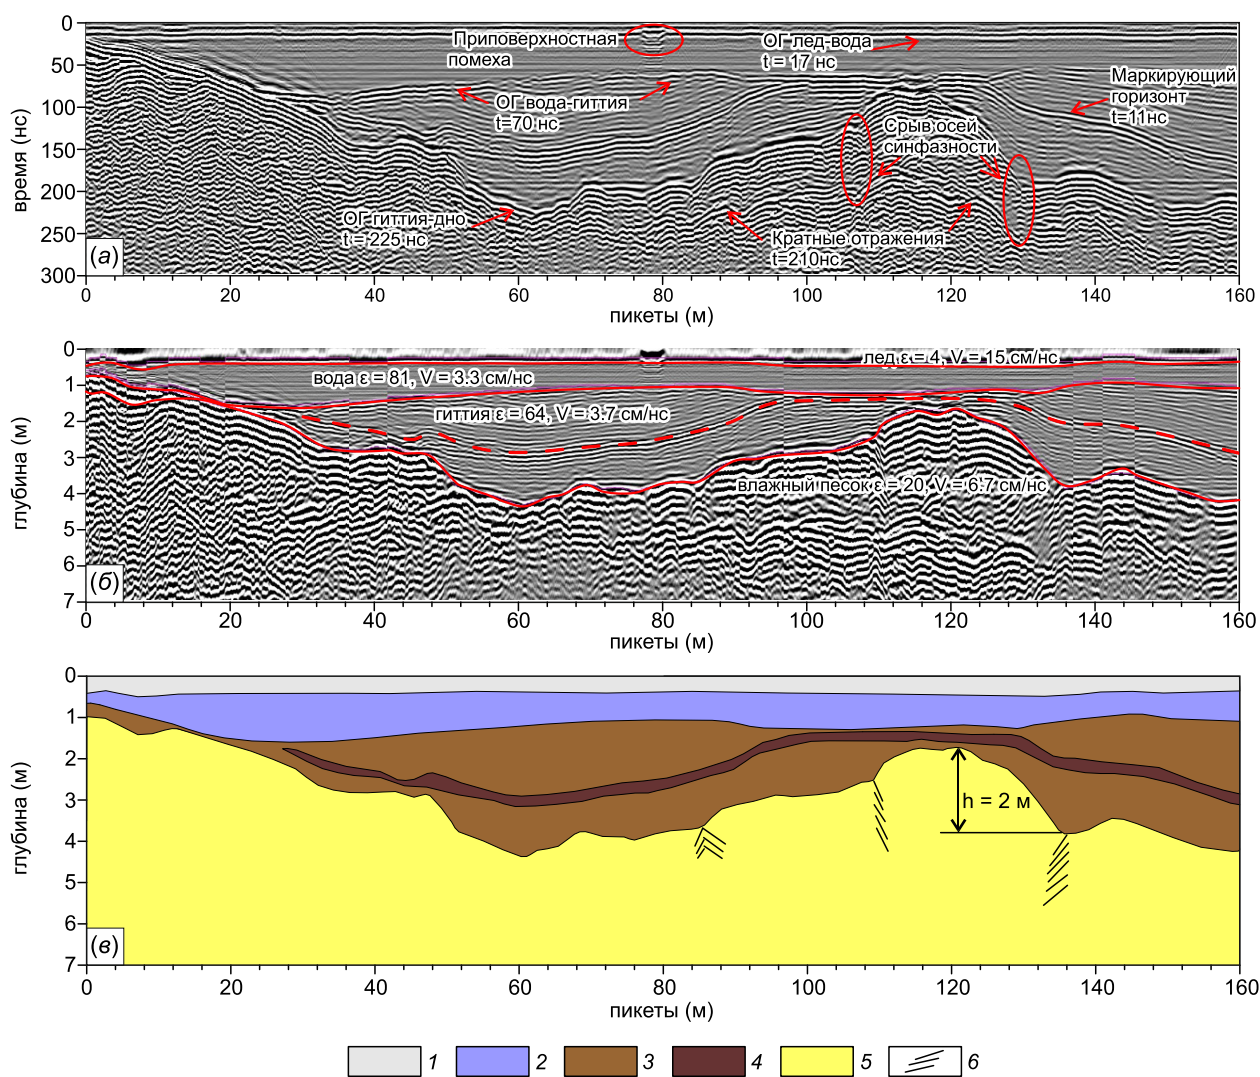 0
50
100
150
200
250
300
время (нс)
Приповерхностная
помеха
ОГ лед-вода
t = 17 нс
Маркирующий
горизонт
t=11нс
ОГ вода-гиттия
t=70 нс
Срыв осей
синфазности
ОГ гиттия-дно
t = 225 нс
Кратные отражения
t=210нс
(а)
0 20 40 60 80 100 120 140 160
пикеты (м)
0
1
2
3
4
5
6
7
глубина (м)
лед ε = 4, V = 15 см/нс
вода ε = 81, V = 3.3 см/нс
гиттия ε = 64, V = 3.7 см/нс
влажный песок ε = 20, V = 6.7 см/нс
(б)
0 20 40 60 80 100 120 140 160
пикеты (м)
0
1
2
3
4
5
6
7
глубина (м)
h = 2 м
(в)
0 20 40 60 80 100 120 140 160
пикеты (м)
1 2 3 4 5 6